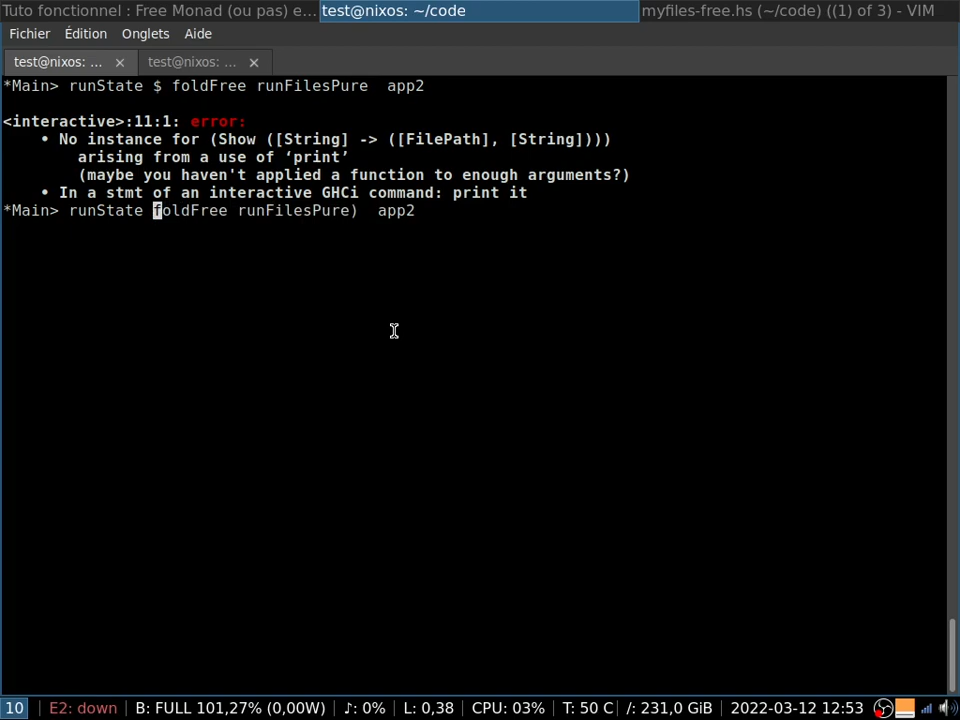 Tuto fonctionnel : Free Monad (ou pas) e... test@nixos: ~/code myfiles-free.hs (~/code) ((1) of 3) - VIM
Fichier Édition Onglets Aide
test@nixos: ... × test@nixos: ... ×
*Main> runState $ foldFree runFilesPure  app2
<interactive>:11:1: error:
• No instance for (Show ([String] -> ([FilePath], [String])))
arising from a use of ‘print’
(maybe you haven't applied a function to enough arguments?)
• In a stmt of an interactive GHCi command: print it
*Main> runState foldFree runFilesPure)  app2
10 | E2: down | B: FULL 101,27% (0,00W) | ♪: 0% | L: 0,38 | CPU: 03% | T: 50 C | /: 231,0 GiB | 2022-03-12 12:53